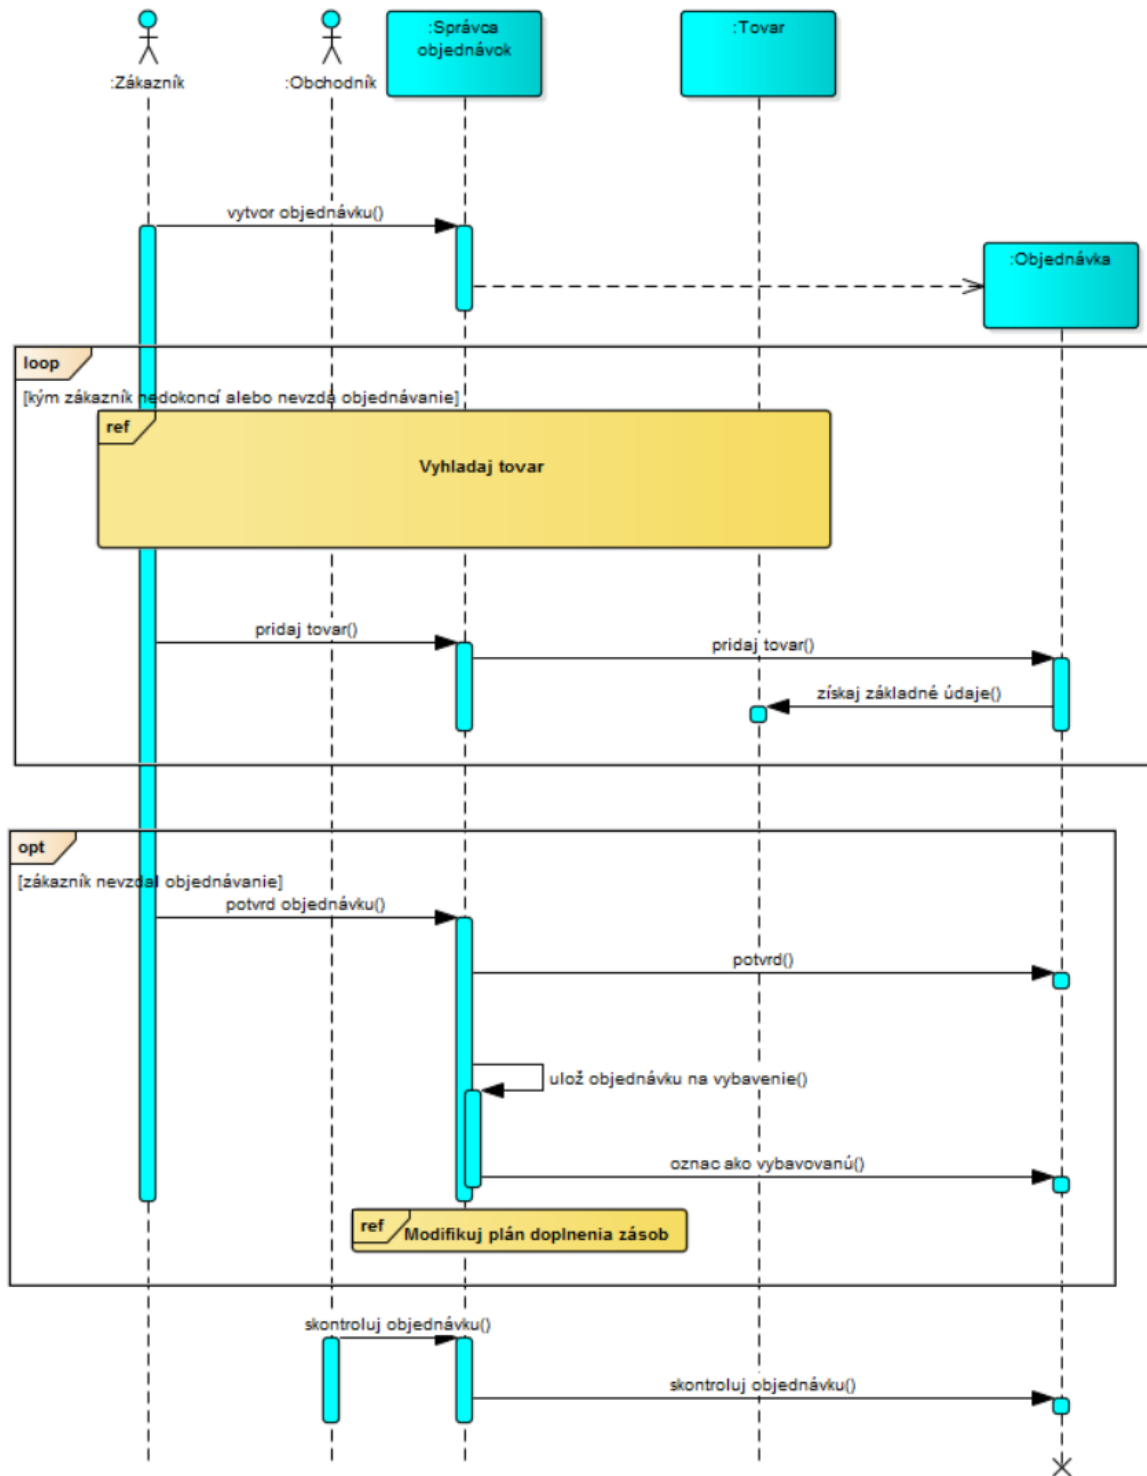 :Zákazník
:Obchodník
:Správca
objednávok
:Tovar
vytvor objednávku()
:Objednávka
loop
[kým zákazník nedokoncí alebo nevzdá objednávanie]
ref
Vyhladaj tovar
pridaj tovar()
pridaj tovar()
získaj základné údaje()
opt
[zákazník nevzdal objednávanie]
potvrd objednávku()
potvrd()
ulož objednávku na vybavenie()
oznac ako vybavovanú()
ref
Modifikuj plán doplnenia zásob
skontroluj objednávku()
skontroluj objednávku()